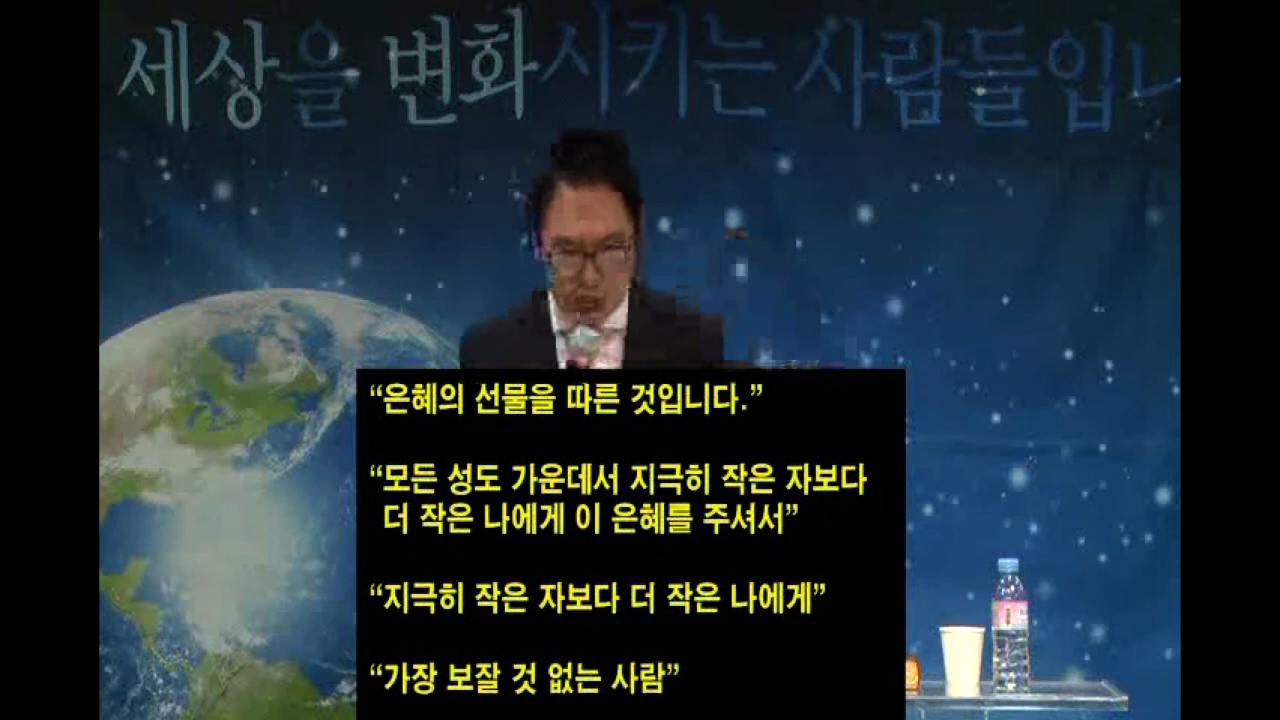 세상을 변화시키는 사람들입니
“은혜의 선물을 따른 것입니다.”
“모든 성도 가운데서 지극히 작은 자보다
더 작은 나에게 이 은혜를 주셔서”
“지극히 작은 자보다 더 작은 나에게”
“가장 보잘 것 없는 사람”